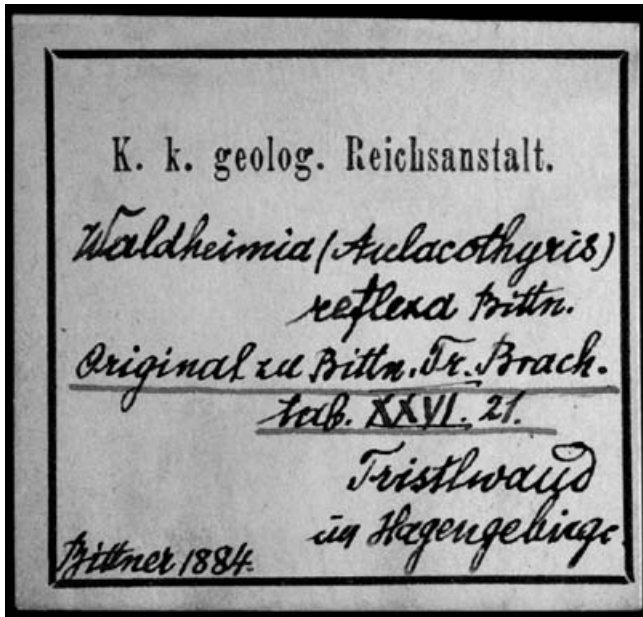 K. k. geolog. Reichsanstalt.
Waldheimia (Aulacothyris)
reflexa Bittn.
Original zu Bittn. Tr. Brach.
tab. XXVI. 21.
Tristlwand
im Hagengebirge.
Bittner 1884.